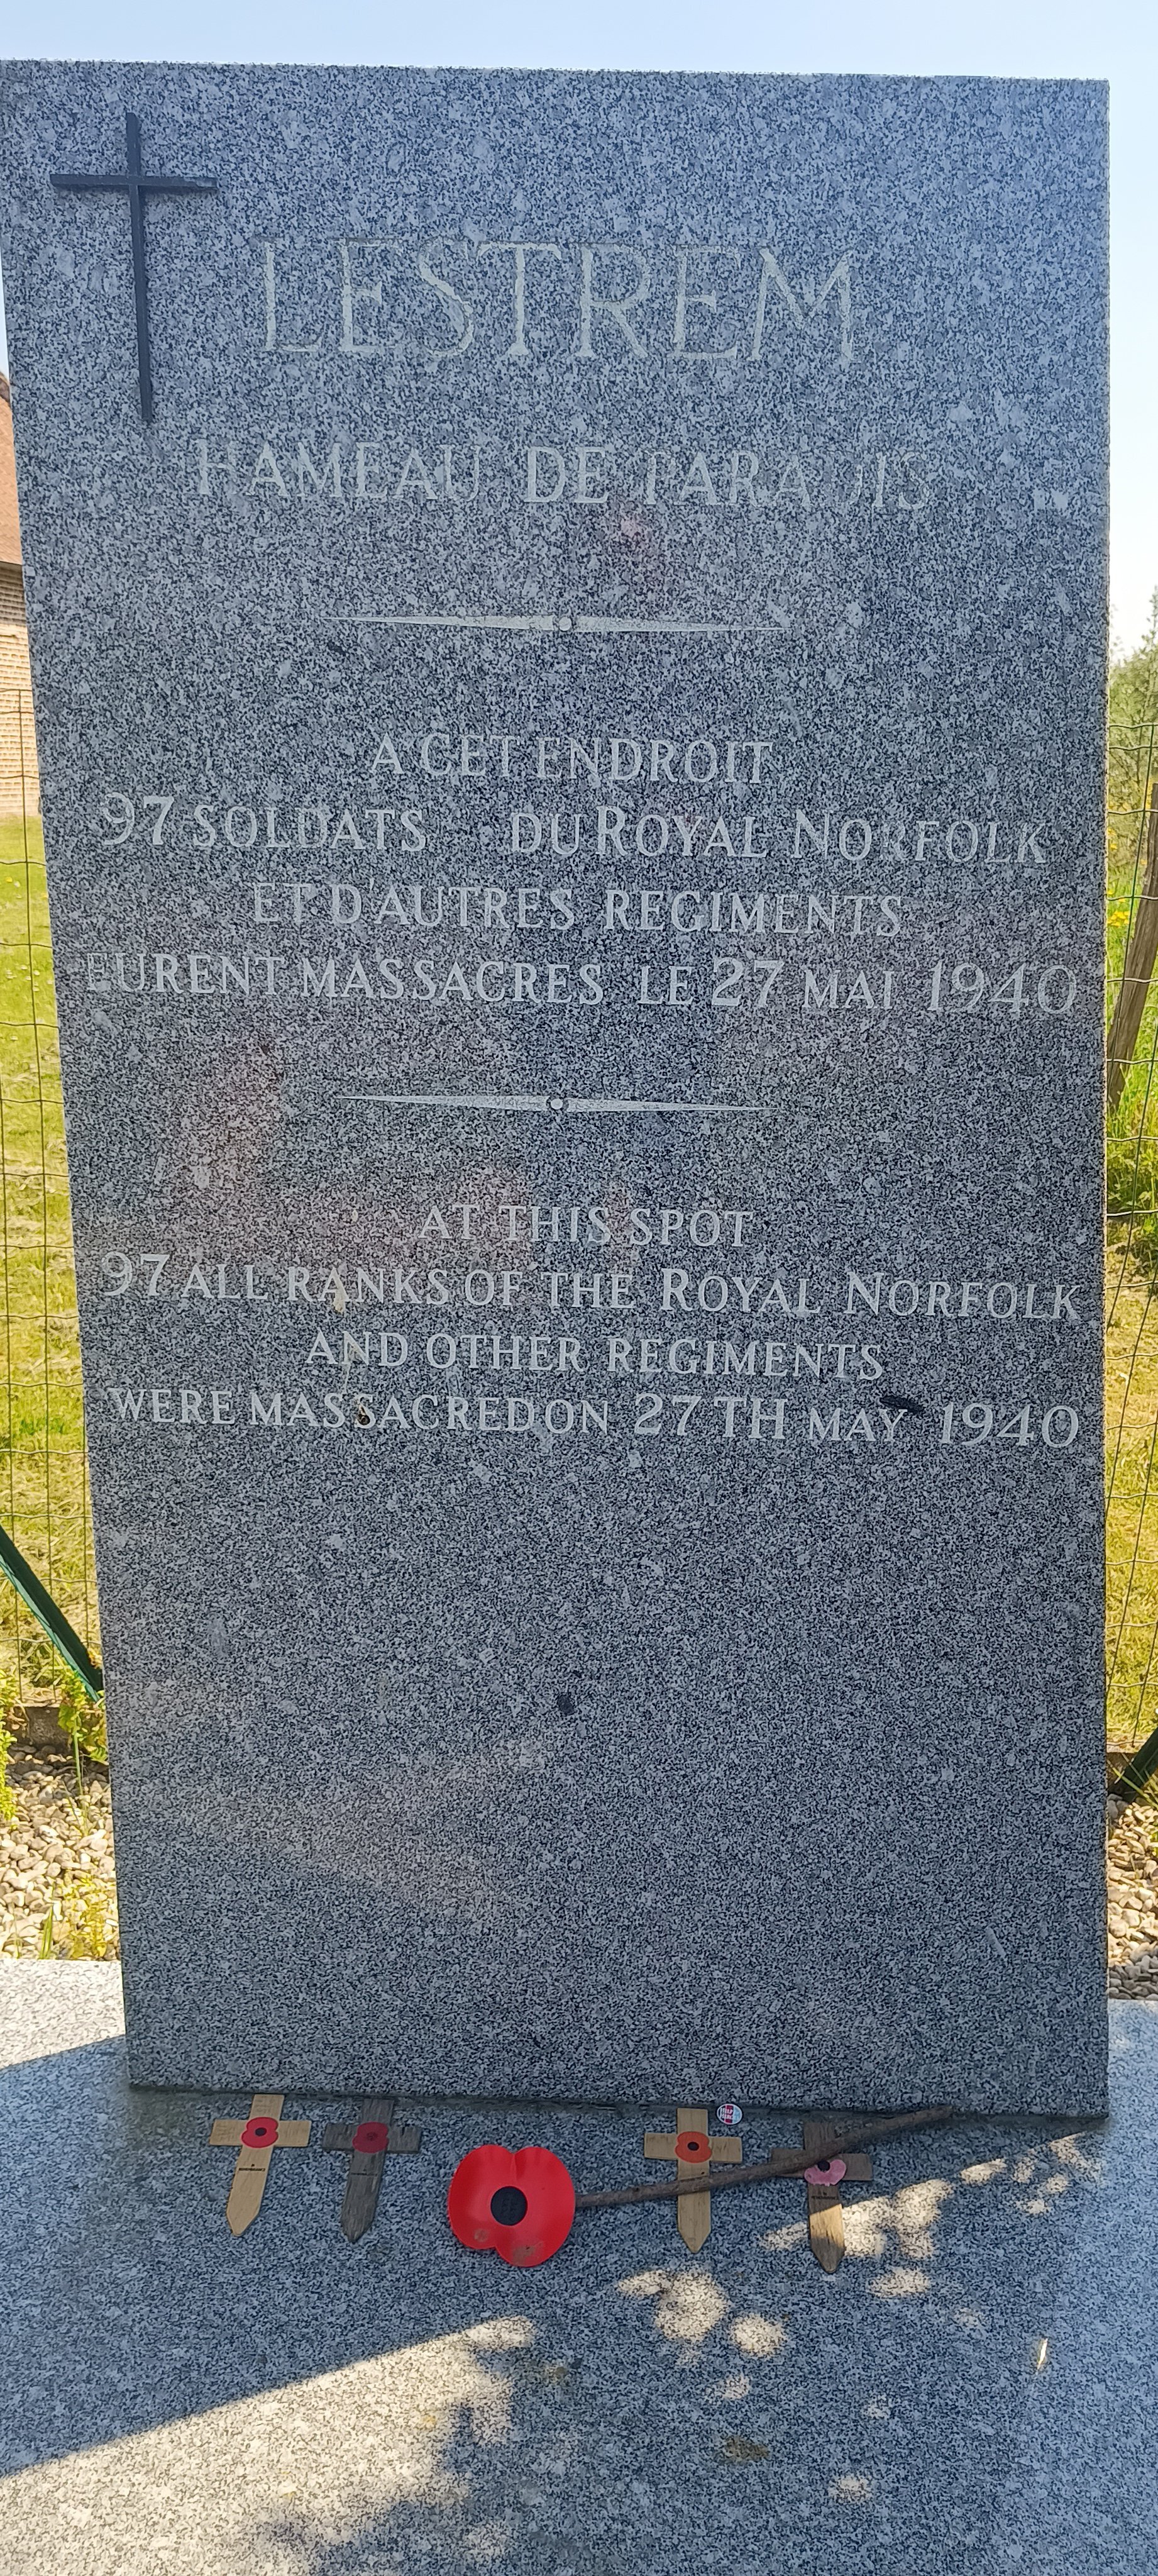 LESTREM
HAMEAU DE PARADIS
A CET ENDROIT
97 SOLDATS DU ROYAL NORFOLK
ET D'AUTRES REGIMENTS
FURENT MASSACRES LE 27 MAI 1940
AT THIS SPOT
97 ALL RANKS OF THE ROYAL NORFOLK
AND OTHER REGIMENTS
WERE MASSACRED ON 27TH MAY 1940